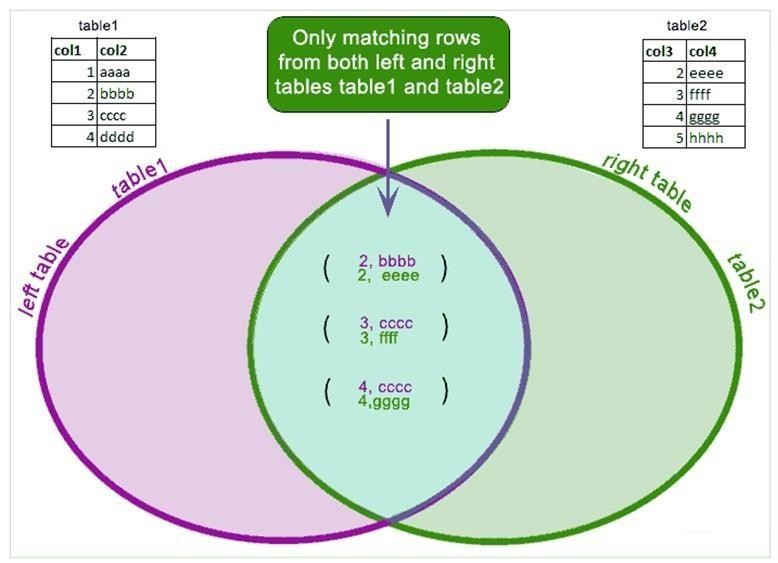 table1
col1 col2
1 aaaa
2 bbbb
3 cccc
4 dddd
Only matching rows
from both left and right
tables table1 and table2
table2
col3 col4
2 eeee
3 ffff
4 gggg
5 hhhh
left table
table1
right table
table2
( 2, bbbb
2, eeee )
( 3, cccc
3, ffff )
( 4, cccc
4,gggg )